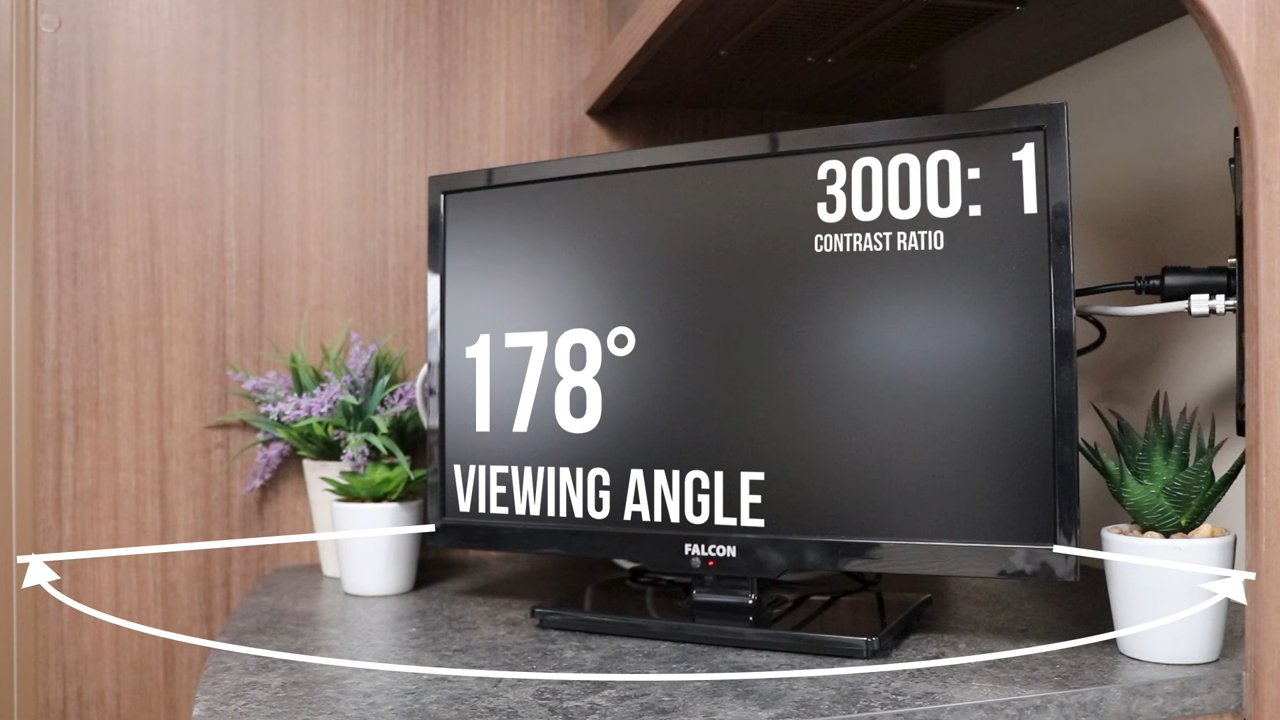 3000: 1
CONTRAST RATIO
178°
VIEWING ANGLE
FALCON